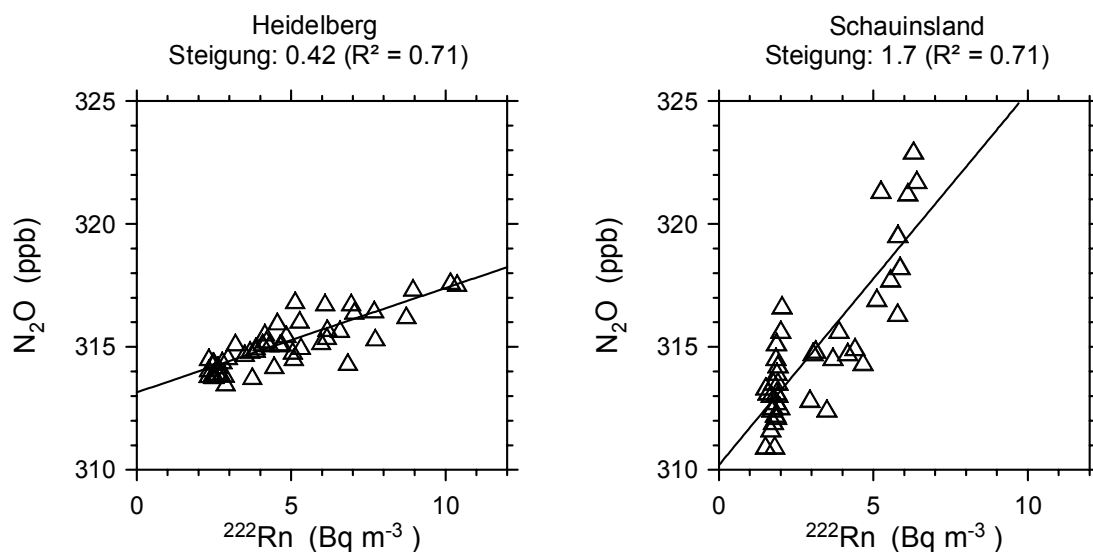 Heidelberg
Steigung: 0.42 (R² = 0.71)
325
320
315
310
N₂O (ppb)
0
5
10
²²²Rn (Bq m⁻³)
Schauinsland
Steigung: 1.7 (R² = 0.71)
325
320
315
310
N₂O (ppb)
0
5
10
²²²Rn (Bq m⁻³)